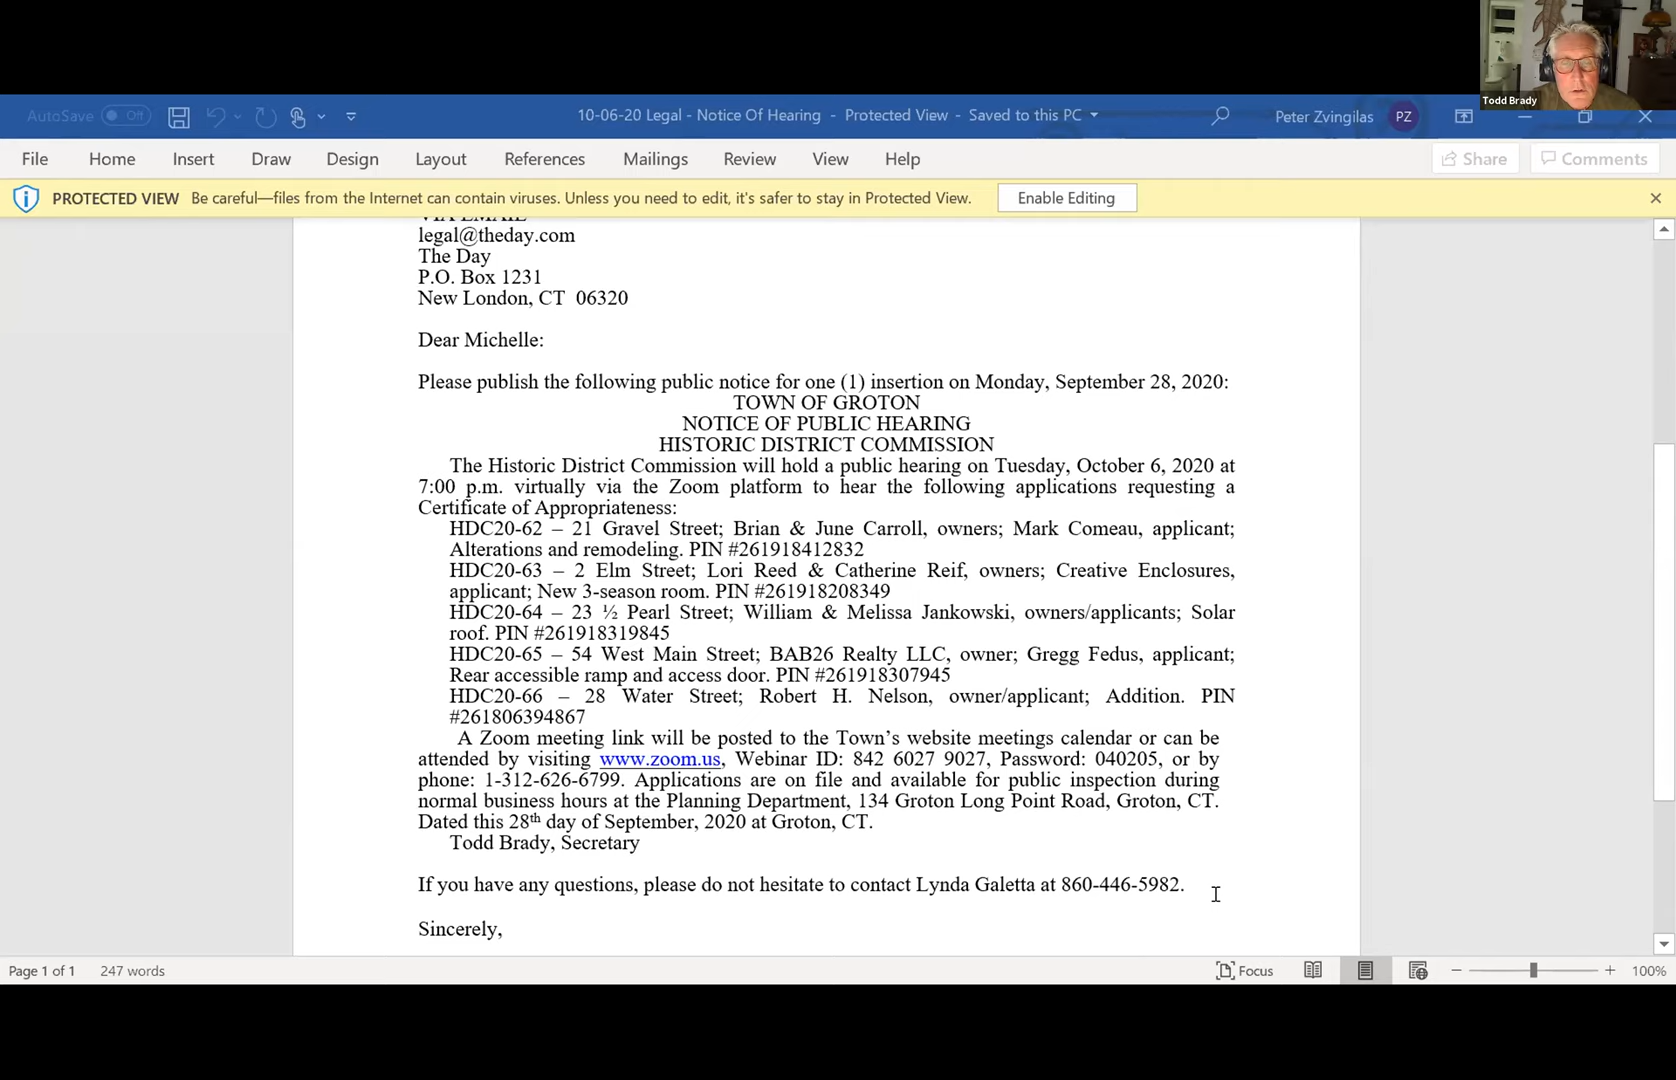 Todd Brady
AutoSave Off
10-06-20 Legal - Notice Of Hearing - Protected View - Saved to this PC
Peter Zvingilas PZ
File Home Insert Draw Design Layout References Mailings Review View Help Share Comments
PROTECTED VIEW Be careful—files from the Internet can contain viruses. Unless you need to edit, it's safer to stay in Protected View. Enable Editing
VIA EMAIL
legal@theday.com
The Day
P.O. Box 1231
New London, CT 06320
Dear Michelle:
Please publish the following public notice for one (1) insertion on Monday, September 28, 2020:
TOWN OF GROTON
NOTICE OF PUBLIC HEARING
HISTORIC DISTRICT COMMISSION
The Historic District Commission will hold a public hearing on Tuesday, October 6, 2020 at
7:00 p.m. virtually via the Zoom platform to hear the following applications requesting a
Certificate of Appropriateness:
HDC20-62 – 21 Gravel Street; Brian & June Carroll, owners; Mark Comeau, applicant;
Alterations and remodeling. PIN #261918412832
HDC20-63 – 2 Elm Street; Lori Reed & Catherine Reif, owners; Creative Enclosures,
applicant; New 3-season room. PIN #261918208349
HDC20-64 – 23 ½ Pearl Street; William & Melissa Jankowski, owners/applicants; Solar
roof. PIN #261918319845
HDC20-65 – 54 West Main Street; BAB26 Realty LLC, owner; Gregg Fedus, applicant;
Rear accessible ramp and access door. PIN #261918307945
HDC20-66 – 28 Water Street; Robert H. Nelson, owner/applicant; Addition. PIN
#261806394867
A Zoom meeting link will be posted to the Town's website meetings calendar or can be
attended by visiting www.zoom.us, Webinar ID: 842 6027 9027, Password: 040205, or by
phone: 1-312-626-6799. Applications are on file and available for public inspection during
normal business hours at the Planning Department, 134 Groton Long Point Road, Groton, CT.
Dated this 28th day of September, 2020 at Groton, CT.
Todd Brady, Secretary
If you have any questions, please do not hesitate to contact Lynda Galetta at 860-446-5982.
Sincerely,
Page 1 of 1 247 words Focus 100%